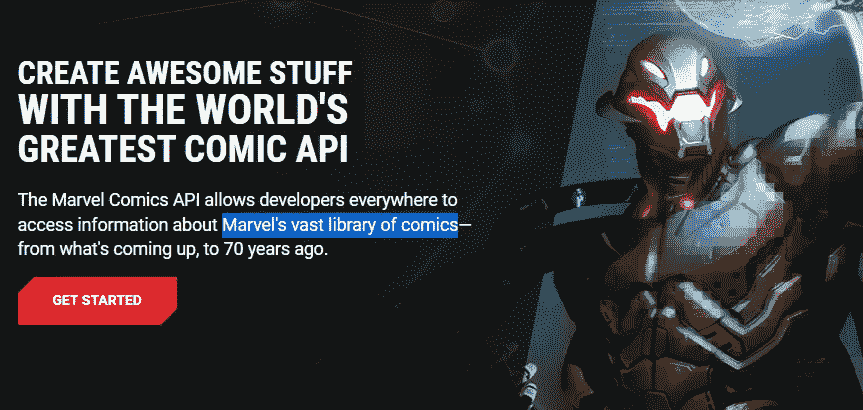 CREATE AWESOME STUFF
WITH THE WORLD'S
GREATEST COMIC API
The Marvel Comics API allows developers everywhere to
access information about Marvel's vast library of comics—
from what's coming up, to 70 years ago.
GET STARTED